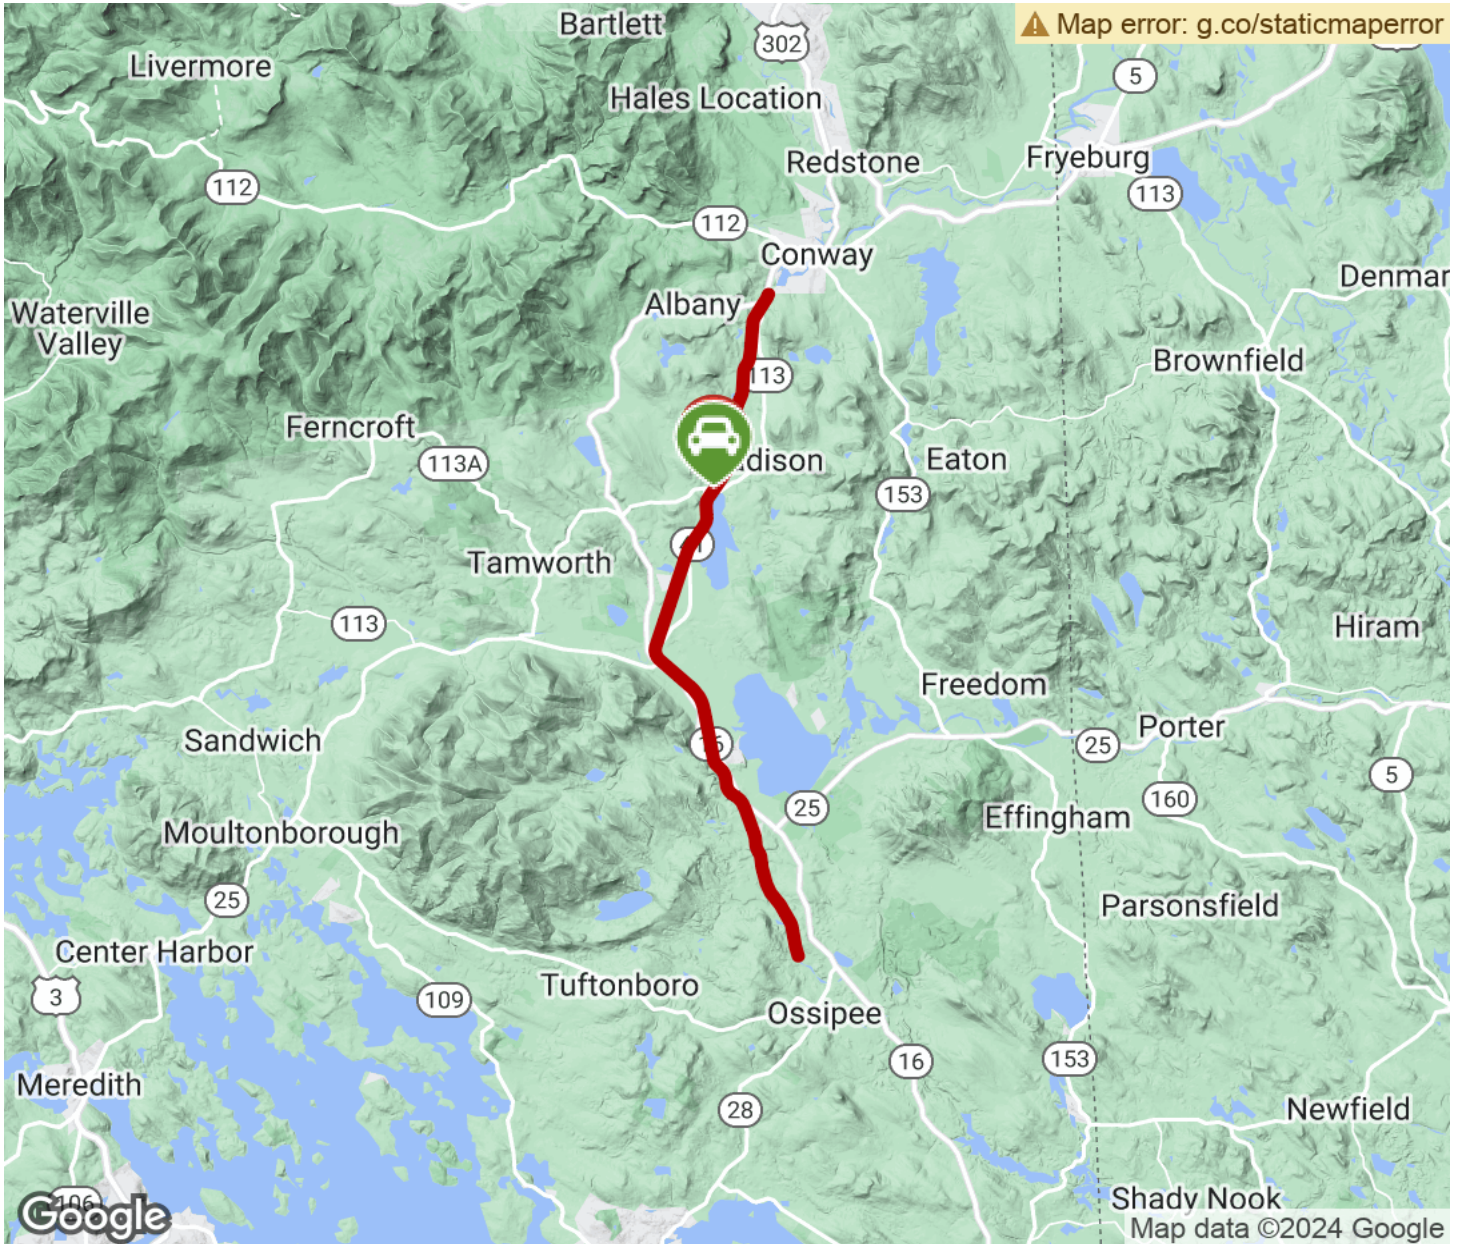 Bartlett
302
Map error: g.co/staticmaperror
Livermore
5
Hales Location
Redstone
Fryeburg
112
113
112
Conway
Denmar
Albany
Waterville
Valley
Brownfield
113
Ferncroft
113A
dison
Eaton
153
Tamworth
113
Hiram
Freedom
Sandwich
Porter
25
5
160
25
Effingham
Moultonborough
25
Parsonsfield
Center Harbor
Tuftonboro
3
109
Ossipee
16
153
Meredith
28
Newfield
106
Shady Nook
Google
Map data ©2024 Google